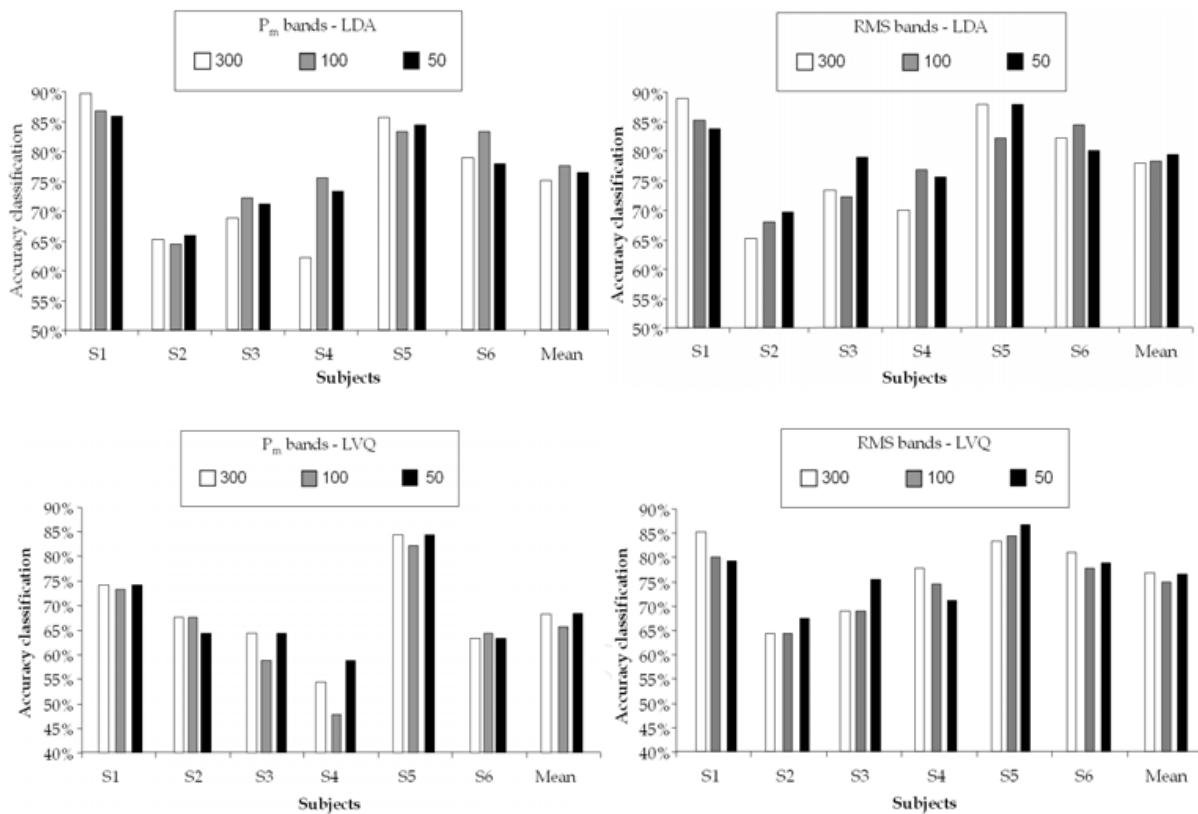 P_m bands - LDA
300 100 50
Accuracy classification
90%
85%
80%
75%
70%
65%
60%
55%
50%
S1 S2 S3 S4 S5 S6 Mean
Subjects
RMS bands - LDA
300 100 50
Accuracy classification
90%
85%
80%
75%
70%
65%
60%
55%
50%
S1 S2 S3 S4 S5 S6 Mean
Subjects
P_m bands - LVQ
300 100 50
Accuracy classification
90%
85%
80%
75%
70%
65%
60%
55%
50%
45%
40%
S1 S2 S3 S4 S5 S6 Mean
Subjects
RMS bands - LVQ
300 100 50
Accuracy classification
90%
85%
80%
75%
70%
65%
60%
55%
50%
45%
40%
S1 S2 S3 S4 S5 S6 Mean
Subjects